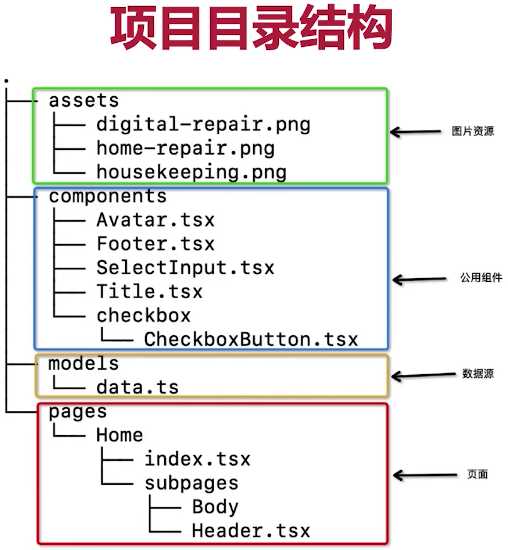 项目目录结构
.
├── assets
│   ├── digital-repair.png
│   ├── home-repair.png
│   └── housekeeping.png
图片资源
├── components
│   ├── Avatar.tsx
│   ├── Footer.tsx
│   ├── SelectInput.tsx
│   ├── Title.tsx
│   └── checkbox
│       └── CheckboxButton.tsx
公用组件
├── models
│   └── data.ts
数据源
└── pages
    └── Home
        ├── index.tsx
        └── subpages
            ├── Body
            └── Header.tsx
页面